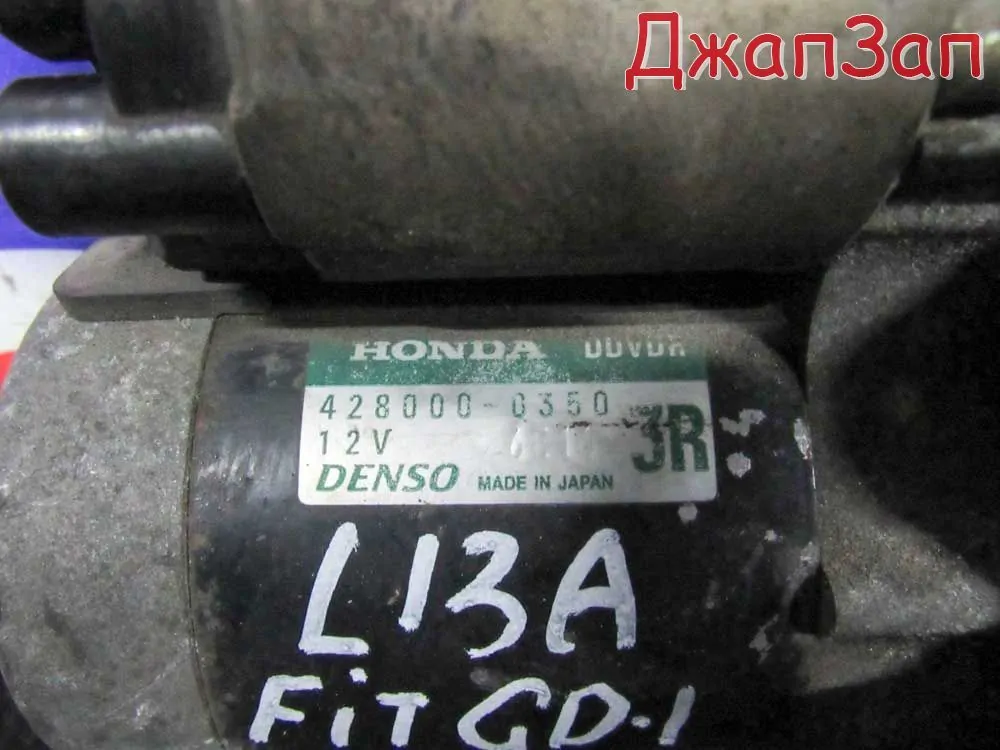 ДжапЗап
HONDA
428000-0350
12V
3R
DENSO MADE IN JAPAN
L13A
FiT GD-1